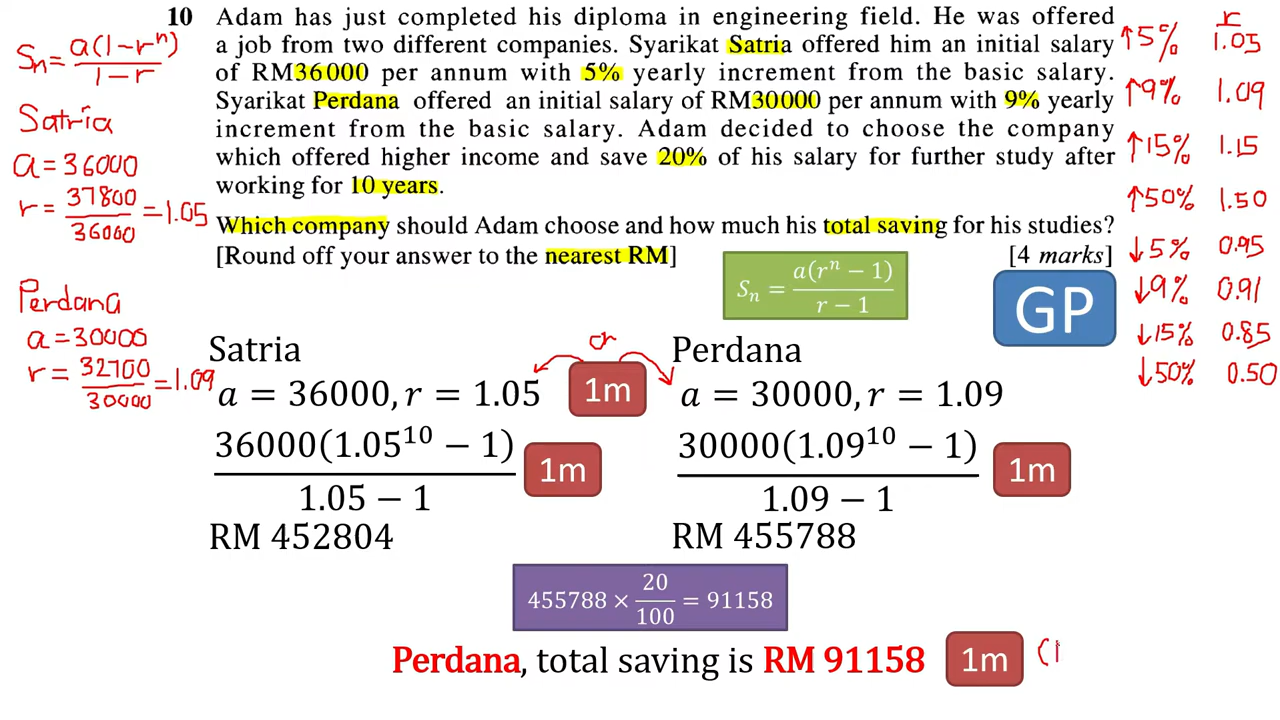 10 Adam has just completed his diploma in engineering field. He was offered
a job from two different companies. Syarikat Satria offered him an initial salary
of RM36000 per annum with 5% yearly increment from the basic salary.
Syarikat Perdana offered an initial salary of RM30000 per annum with 9% yearly
increment from the basic salary. Adam decided to choose the company
which offered higher income and save 20% of his salary for further study after
working for 10 years.
Which company should Adam choose and how much his total saving for his studies?
[Round off your answer to the nearest RM] [4 marks]
Sn = a(1-rⁿ) / 1-r
Satria
a = 36000
r = 37800 / 36000 = 1.05
Perdana
a = 30000
r = 32700 / 30000 = 1.09
r
↑5% 1.05
↑9% 1.09
↑15% 1.15
↑50% 1.50
↓5% 0.95
↓9% 0.91
↓15% 0.85
↓50% 0.50
Sn = a(rⁿ − 1) / r − 1
GP
Satria
a = 36000, r = 1.05
36000(1.05¹⁰ − 1)
1.05 − 1
RM 452804
or
1m
1m
Perdana
a = 30000, r = 1.09
30000(1.09¹⁰ − 1)
1.09 − 1
RM 455788
1m
455788 × 20/100 = 91158
Perdana, total saving is RM 91158 1m (1